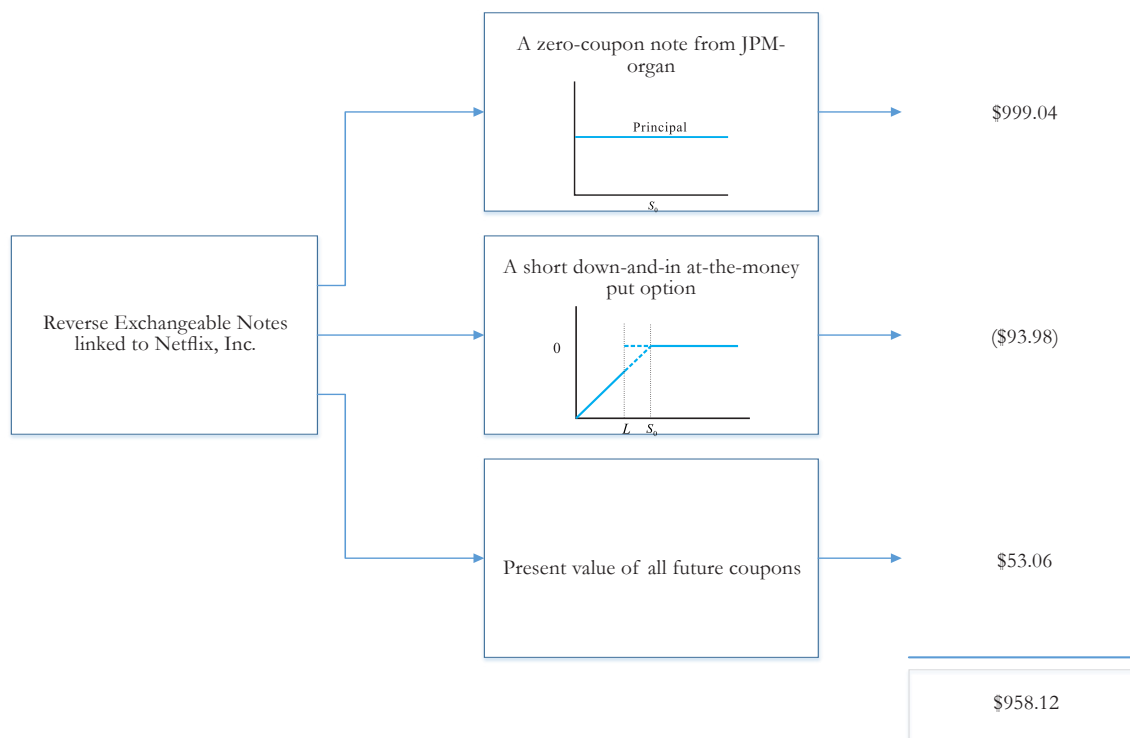 A zero-coupon note from JPM-
organ
Principal
S₀
$999.04
Reverse Exchangeable Notes
linked to Netflix, Inc.
A short down-and-in at-the-money
put option
0
L S₀
($93.98)
Present value of all future coupons
$53.06
$958.12